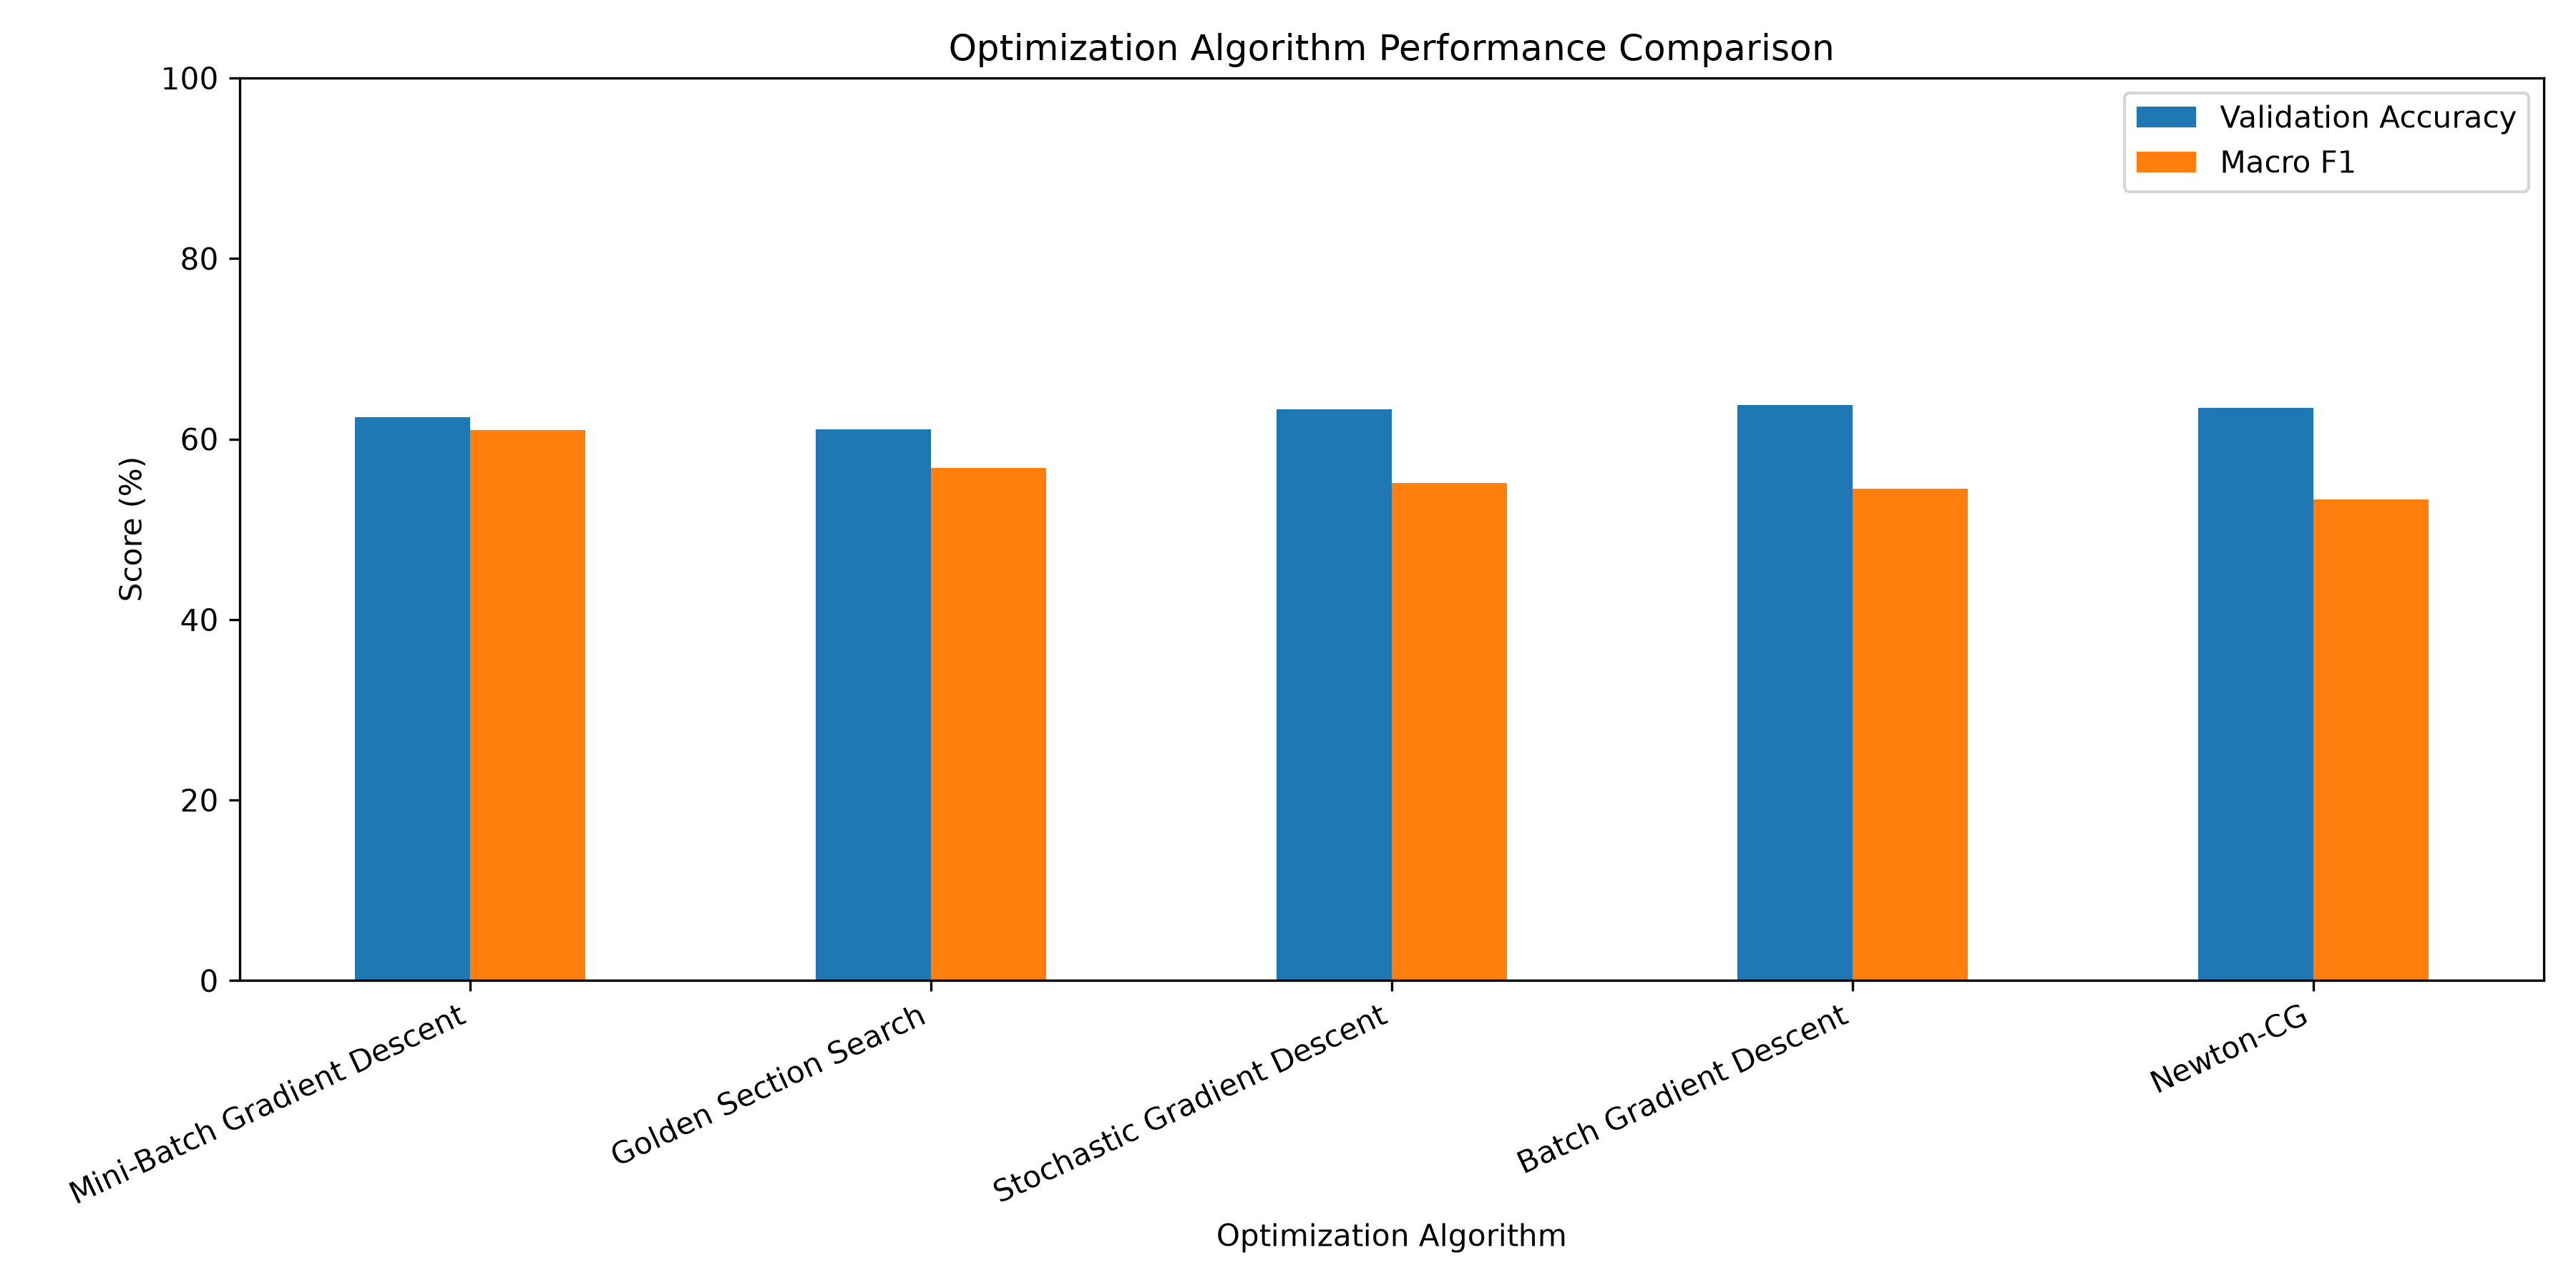 Optimization Algorithm Performance Comparison
Validation Accuracy
Macro F1
Score (%)
100
80
60
40
20
0
Mini-Batch Gradient Descent
Golden Section Search
Stochastic Gradient Descent
Batch Gradient Descent
Newton-CG
Optimization Algorithm